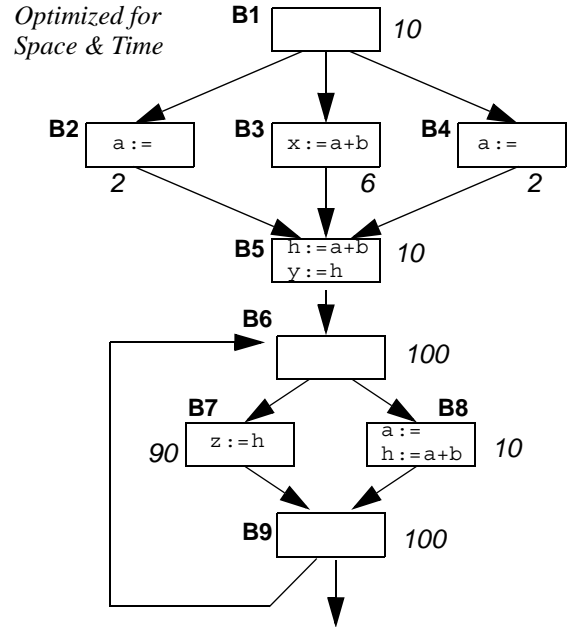 Optimized for
Space & Time
B1
10
B2
a:=
2
B3
x:=a+b
6
B4
a:=
2
B5
h:=a+b
y:=h
10
B6
100
B7
z:=h
90
B8
a:=
h:=a+b
10
B9
100